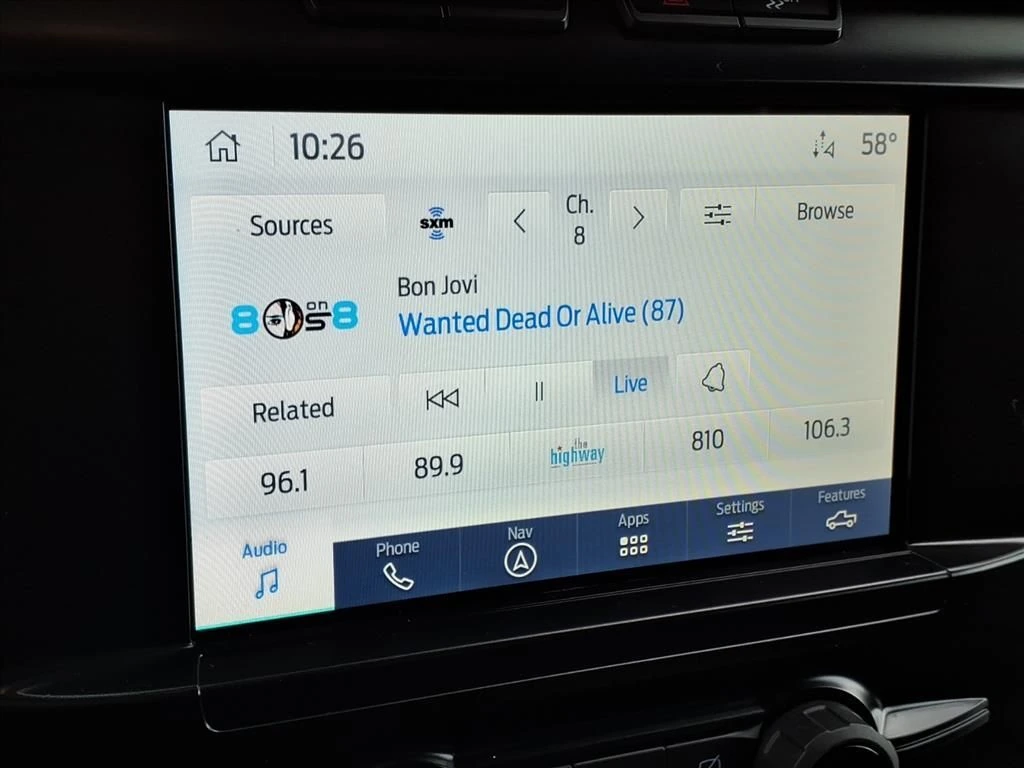 10:26
58°
Sources
sxm
Ch.
8
Browse
80s on 8
Bon Jovi
Wanted Dead Or Alive (87)
Related
Live
96.1
89.9
the
highway
810
106.3
Audio
Phone
Nav
Apps
Settings
Features